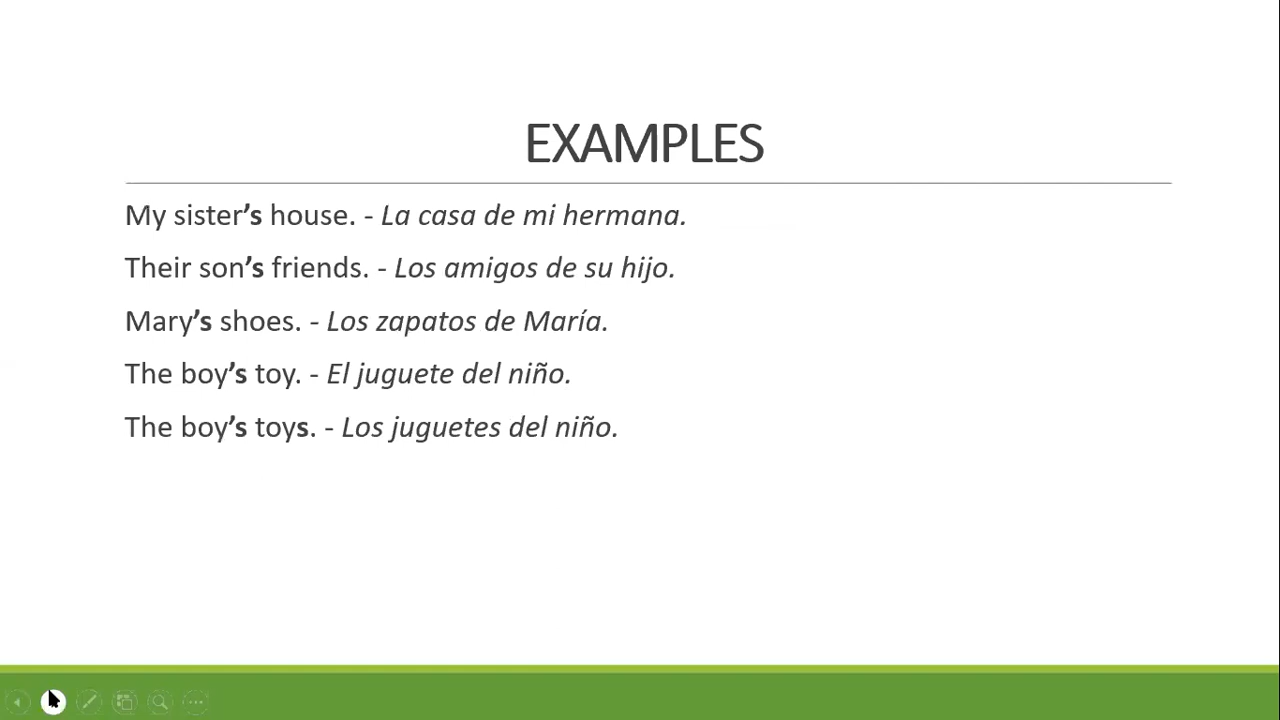 EXAMPLES
My sister’s house. - La casa de mi hermana.
Their son’s friends. - Los amigos de su hijo.
Mary’s shoes. - Los zapatos de María.
The boy’s toy. - El juguete del niño.
The boy’s toys. - Los juguetes del niño.